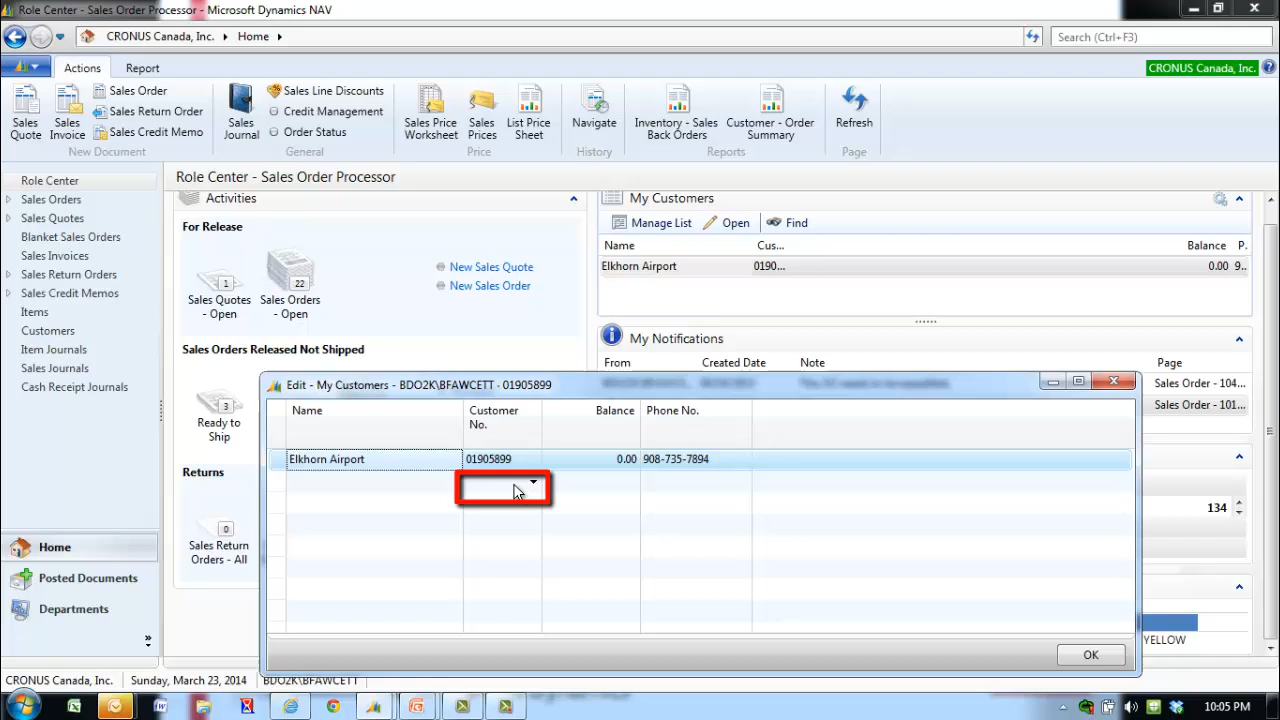 Role Center - Sales Order Processor - Microsoft Dynamics NAV
CRONUS Canada, Inc. Home
Search (Ctrl+F3)
Actions Report
CRONUS Canada, Inc.
Sales Quote
Sales Invoice
Sales Order
Sales Return Order
Sales Credit Memo
New Document
Sales Journal
Sales Line Discounts
Credit Management
Order Status
General
Sales Price Worksheet
Sales Prices
List Price Sheet
Price
Navigate
History
Inventory - Sales Back Orders
Customer - Order Summary
Reports
Refresh
Page
Role Center
Sales Orders
Sales Quotes
Blanket Sales Orders
Sales Invoices
Sales Return Orders
Sales Credit Memos
Items
Customers
Item Journals
Sales Journals
Cash Receipt Journals
Home
Posted Documents
Departments
Role Center - Sales Order Processor
Activities
For Release
1
Sales Quotes - Open
22
Sales Orders - Open
New Sales Quote
New Sales Order
Sales Orders Released Not Shipped
3
Ready to Ship
Returns
0
Sales Return Orders - All
My Customers
Manage List Open Find
Name Cus... Balance P.
Elkhorn Airport 0190... 0.00 9...
My Notifications
From Created Date Note Page
Sales Order - 104...
Sales Order - 101...
134
YELLOW
Edit - My Customers - BDO2K\BFAWCETT - 01905899
Name Customer No. Balance Phone No.
Elkhorn Airport 01905899 0.00 908-735-7894
OK
CRONUS Canada, Inc. Sunday, March 23, 2014 BDO2K\BFAWCETT
10:05 PM